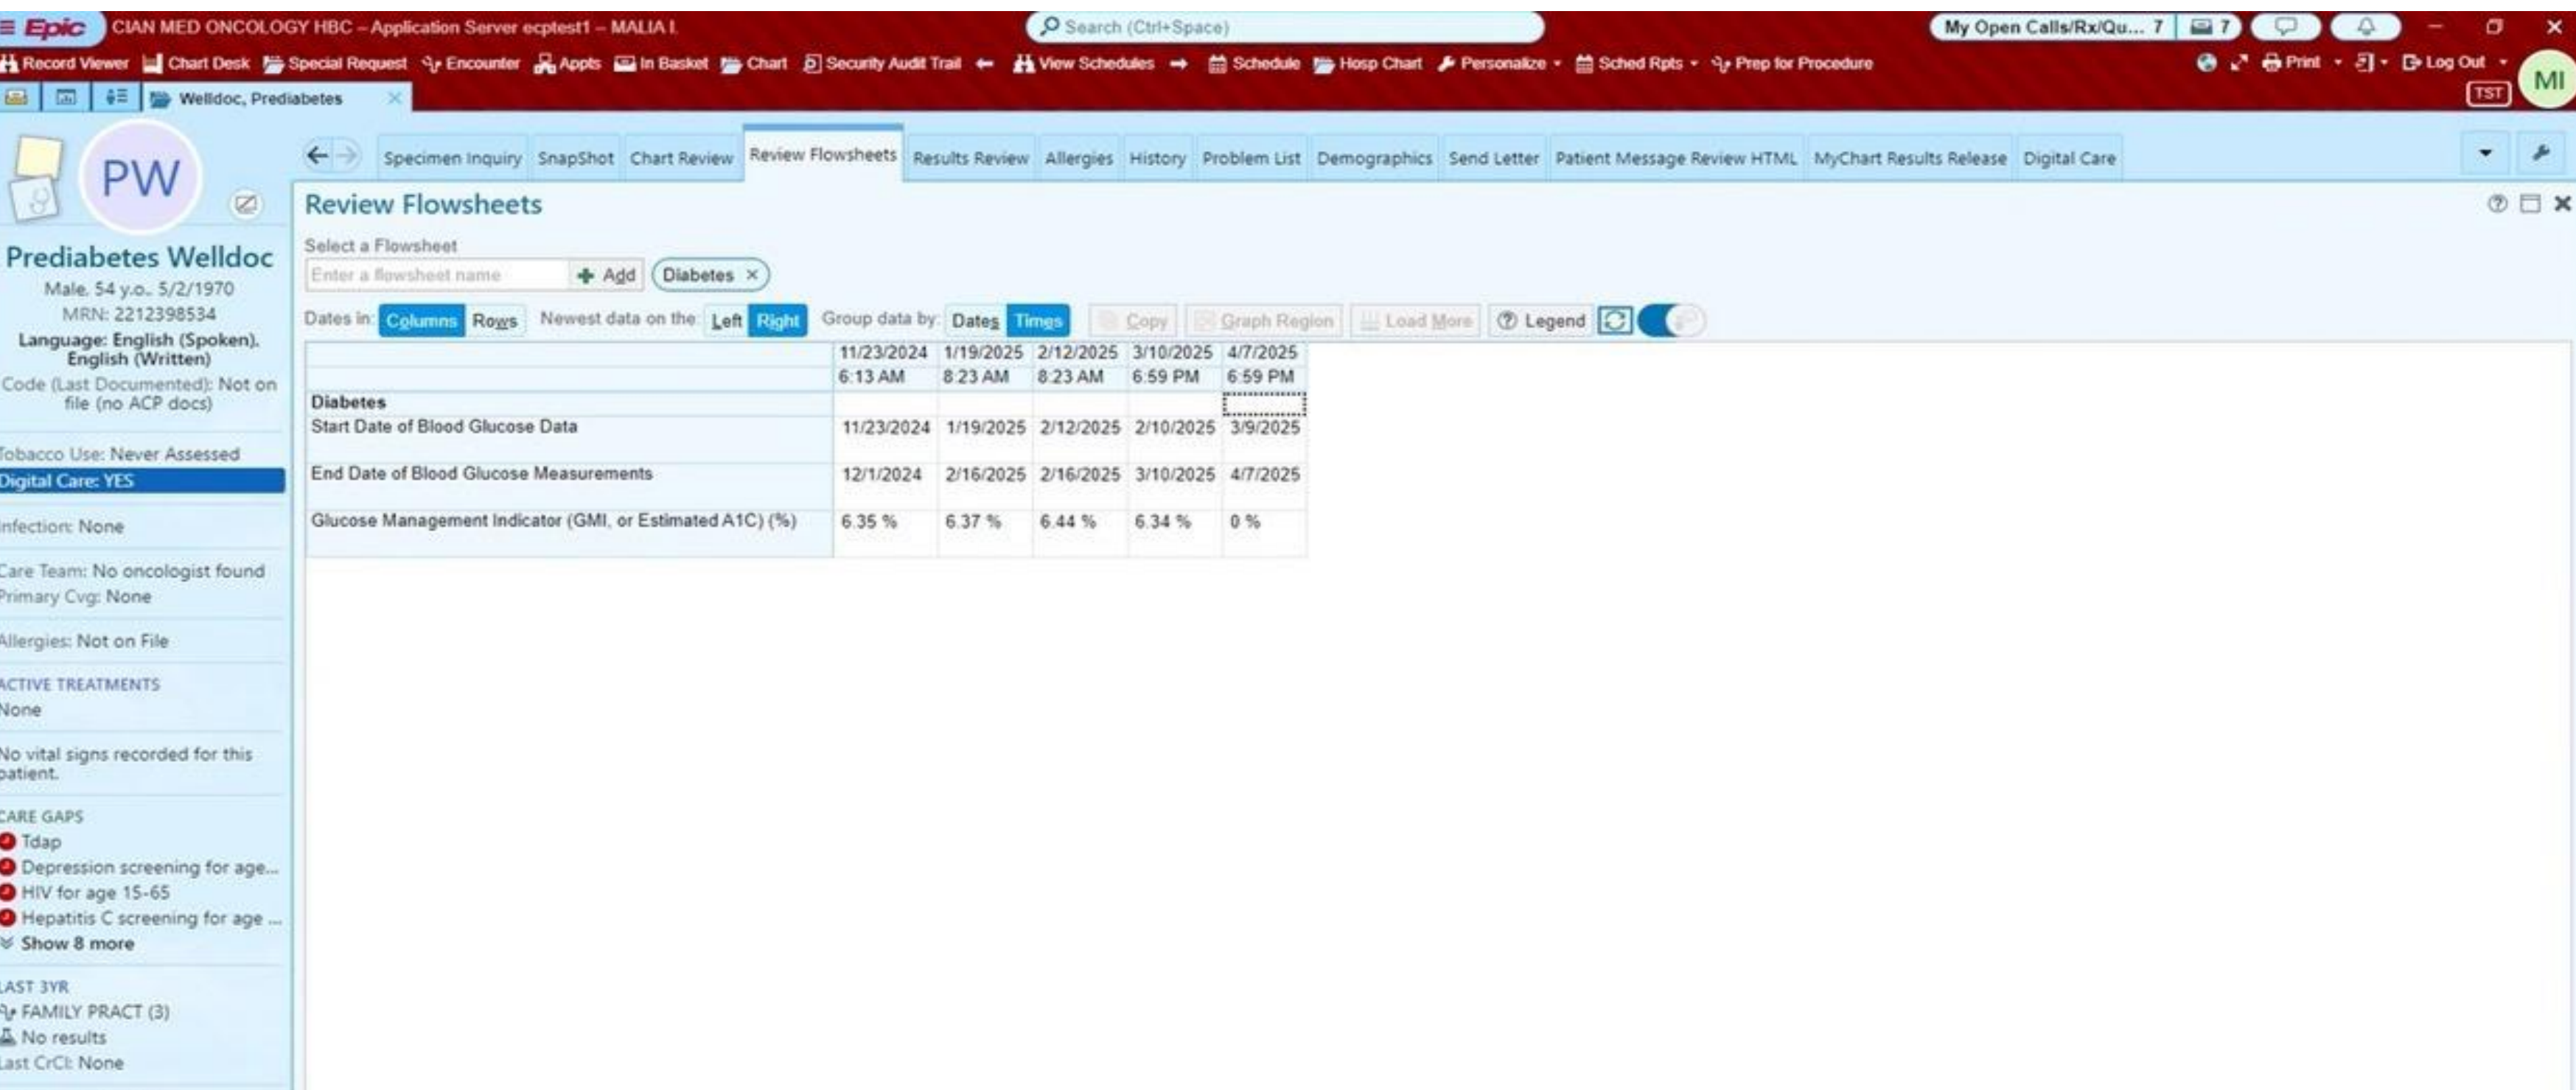 Epic CIAN MED ONCOLOGY HBC – Application Server ecptest1 – MALIA I. Search (Ctrl+Space) My Open Calls/Rx/Qu... 7 7
Record Viewer Chart Desk Special Request Encounter Appts In Basket Chart Security Audit Trail View Schedules Schedule Hosp Chart Personalize Sched Rpts Prep for Procedure Print Log Out
MI
Welldoc, Prediabetes TST
Specimen Inquiry SnapShot Chart Review Review Flowsheets Results Review Allergies History Problem List Demographics Send Letter Patient Message Review HTML MyChart Results Release Digital Care
PW
Prediabetes Welldoc
Male, 54 y.o., 5/2/1970
MRN: 2212398534
Language: English (Spoken),
English (Written)
Code (Last Documented): Not on
file (no ACP docs)
Tobacco Use: Never Assessed
Digital Care: YES
Infection: None
Care Team: No oncologist found
Primary Cvg: None
Allergies: Not on File
ACTIVE TREATMENTS
None
No vital signs recorded for this
patient.
CARE GAPS
Tdap
Depression screening for age...
HIV for age 15-65
Hepatitis C screening for age ...
Show 8 more
LAST 3YR
FAMILY PRACT (3)
No results
Last CrCl: None
Review Flowsheets
Select a Flowsheet
Enter a flowsheet name Add Diabetes
Dates in: Columns Rows Newest data on the: Left Right Group data by: Dates Times Copy Graph Region Load More Legend
11/23/2024 1/19/2025 2/12/2025 3/10/2025 4/7/2025
6:13 AM 8:23 AM 8:23 AM 6:59 PM 6:59 PM
Diabetes
Start Date of Blood Glucose Data 11/23/2024 1/19/2025 2/12/2025 2/10/2025 3/9/2025
End Date of Blood Glucose Measurements 12/1/2024 2/16/2025 2/16/2025 3/10/2025 4/7/2025
Glucose Management Indicator (GMI, or Estimated A1C) (%) 6.35 % 6.37 % 6.44 % 6.34 % 0 %